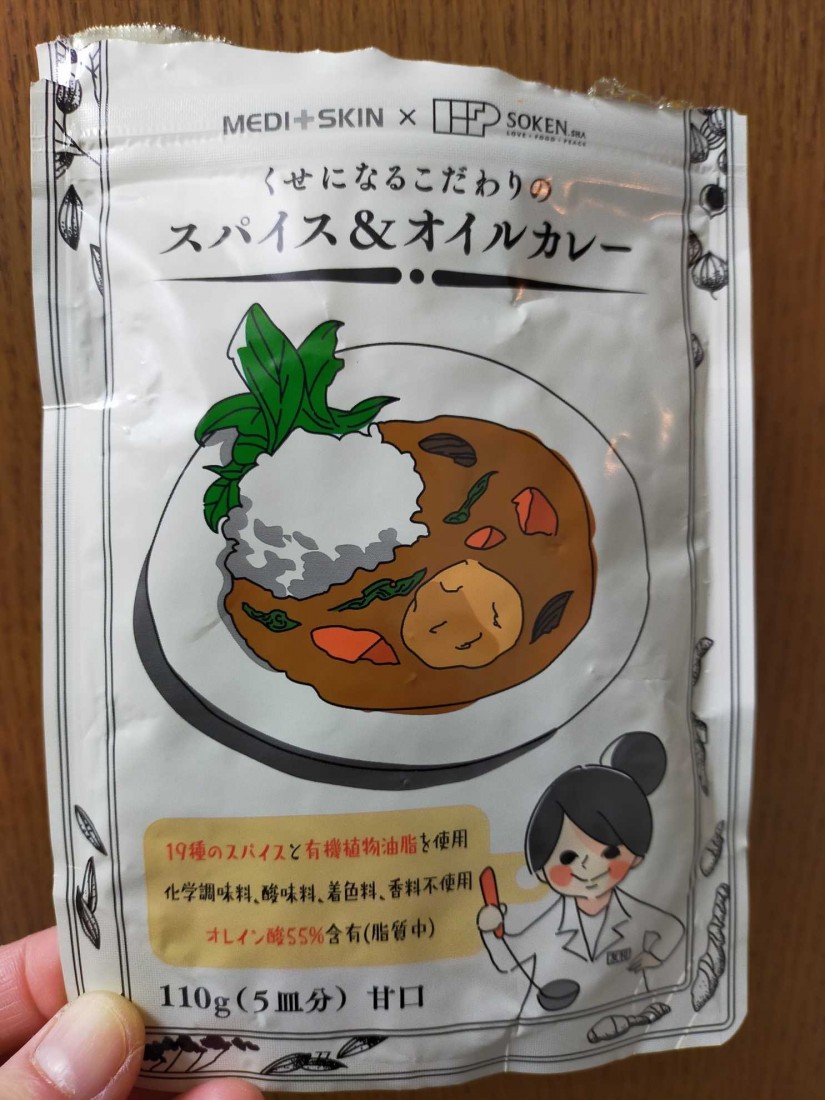 MEDI+SKIN × SOKEN.SHA
LOVE・FOOD・PEACE
くせになるこだわりの
スパイス&オイルカレー
19種のスパイスと有機植物油脂を使用
化学調味料、酸味料、着色料、香料不使用
オレイン酸55%含有(脂質中)
110g(5皿分) 甘口